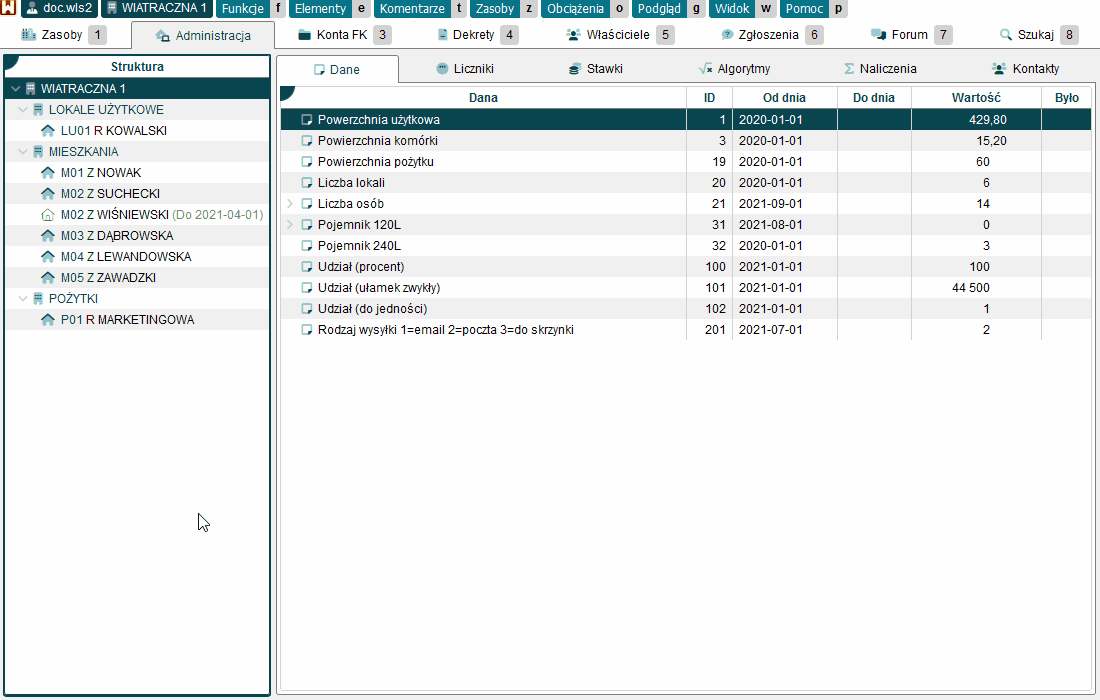 W doc.wls2 WIATRACZNA 1 Funkcje f Elementy e Komentarze t Zasoby z Obciążenia o Podgląd g Widok w Pomoc p
Zasoby 1 Administracja Konta FK 3 Dekrety 4 Właściciele 5 Zgłoszenia 6 Forum 7 Szukaj 8
Struktura
WIATRACZNA 1
LOKALE UŻYTKOWE
LU01 R KOWALSKI
MIESZKANIA
M01 Z NOWAK
M02 Z SUCHECKI
M02 Z WIŚNIEWSKI (Do 2021-04-01)
M03 Z DĄBROWSKA
M04 Z LEWANDOWSKA
M05 Z ZAWADZKI
POŻYTKI
P01 R MARKETINGOWA
Dane Liczniki Stawki Algorytmy Naliczenia Kontakty
Dana ID Od dnia Do dnia Wartość Było
Powerzchnia użytkowa 1 2020-01-01 429,80
Powierzchnia komórki 3 2020-01-01 15,20
Powierzchnia pożytku 19 2020-01-01 60
Liczba lokali 20 2020-01-01 6
Liczba osób 21 2021-09-01 14
Pojemnik 120L 31 2021-08-01 0
Pojemnik 240L 32 2020-01-01 3
Udział (procent) 100 2021-01-01 100
Udział (ułamek zwykły) 101 2021-01-01 44 500
Udział (do jedności) 102 2021-01-01 1
Rodzaj wysyłki 1=email 2=poczta 3=do skrzynki 201 2021-07-01 2